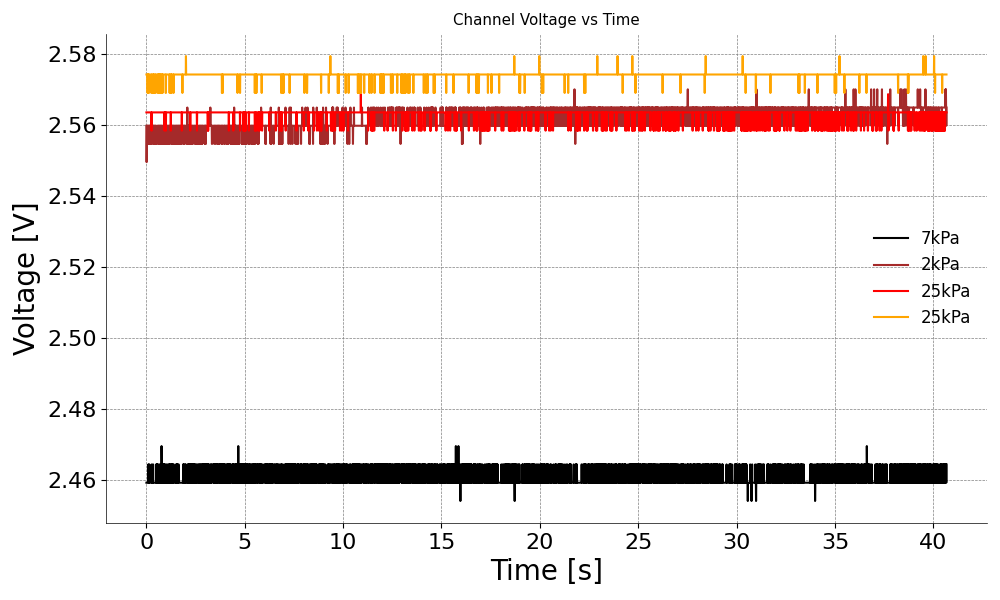 Channel Voltage vs Time
2.58
2.56
2.54
2.52
2.50
2.48
2.46
Voltage [V]
7kPa
2kPa
25kPa
25kPa
0 5 10 15 20 25 30 35 40
Time [s]